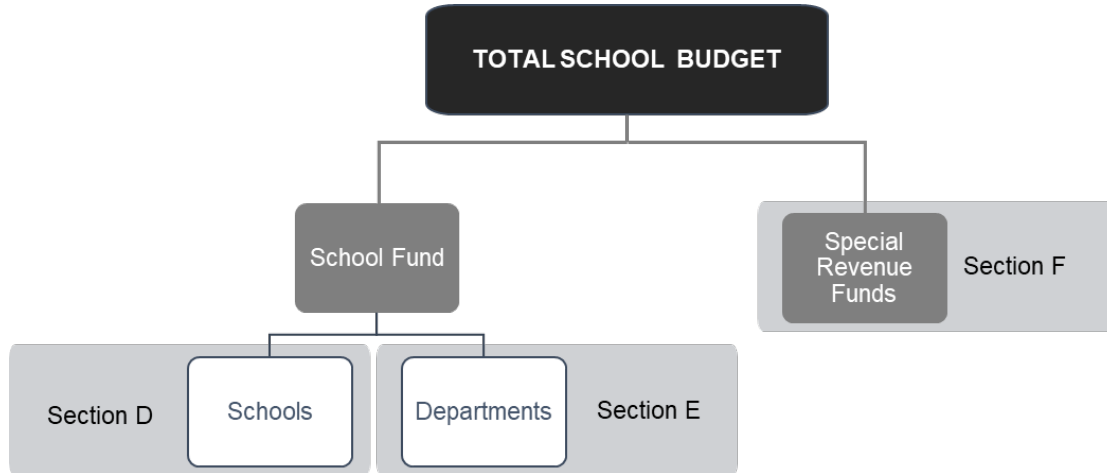 TOTAL SCHOOL BUDGET
School Fund
Special
Revenue
Funds
Section F
Section D
Schools
Departments
Section E